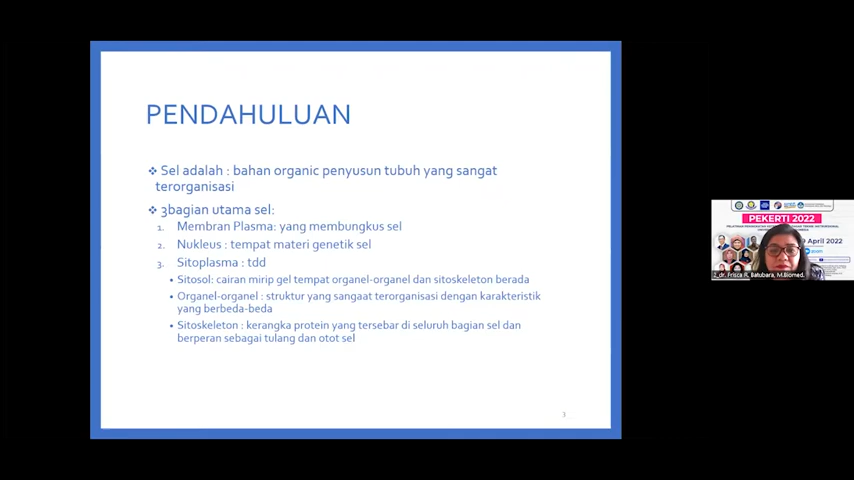 PENDAHULUAN
❖ Sel adalah : bahan organic penyusun tubuh yang sangat
terorganisasi
❖ 3bagian utama sel:
1. Membran Plasma: yang membungkus sel
2. Nukleus : tempat materi genetik sel
3. Sitoplasma : tdd
• Sitosol: cairan mirip gel tempat organel-organel dan sitoskeleton berada
• Organel-organel : struktur yang sangaat terorganisasi dengan karakteristik
yang berbeda-beda
• Sitoskeleton : kerangka protein yang tersebar di seluruh bagian sel dan
berperan sebagai tulang dan otot sel
3
PEKERTI 2022
April 2022
2_dr. Frisca R. Batubara, M.Biomed.